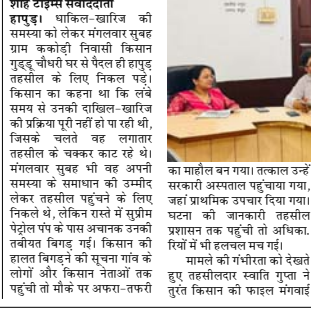 शाह टाइम्स संवाददाता
हापुड़। धाकिल-खारिज की
समस्या को लेकर मंगलवार सुबह
ग्राम ककोड़ी निवासी किसान
गुड्डू चौधरी घर से पैदल ही हापुड़
तहसील के लिए निकल पड़े।
किसान का कहना था कि लंबे
समय से उनकी दाखिल-खारिज
की प्रक्रिया पूरी नहीं हो पा रही थी,
जिसके चलते वह लगातार
तहसील के चक्कर काट रहे थे।
मंगलवार सुबह भी वह अपनी
समस्या के समाधान की उम्मीद
लेकर तहसील पहुंचने के लिए
निकले थे, लेकिन रास्ते में सुप्रीम
पेट्रोल पंप के पास अचानक उनकी
तबीयत बिगड़ गई। किसान की
हालत बिगड़ने की सूचना गांव के
लोगों और किसान नेताओं तक
पहुंची तो मौके पर अफरा-तफरी
का माहौल बन गया। तत्काल उन्हें
सरकारी अस्पताल पहुंचाया गया,
जहां प्राथमिक उपचार दिया गया।
घटना की जानकारी तहसील
प्रशासन तक पहुंची तो अधिका.
रियों में भी हलचल मच गई।
मामले की गंभीरता को देखते
हुए तहसीलदार स्वाति गुप्ता ने
तुरंत किसान की फाइल मंगवाई